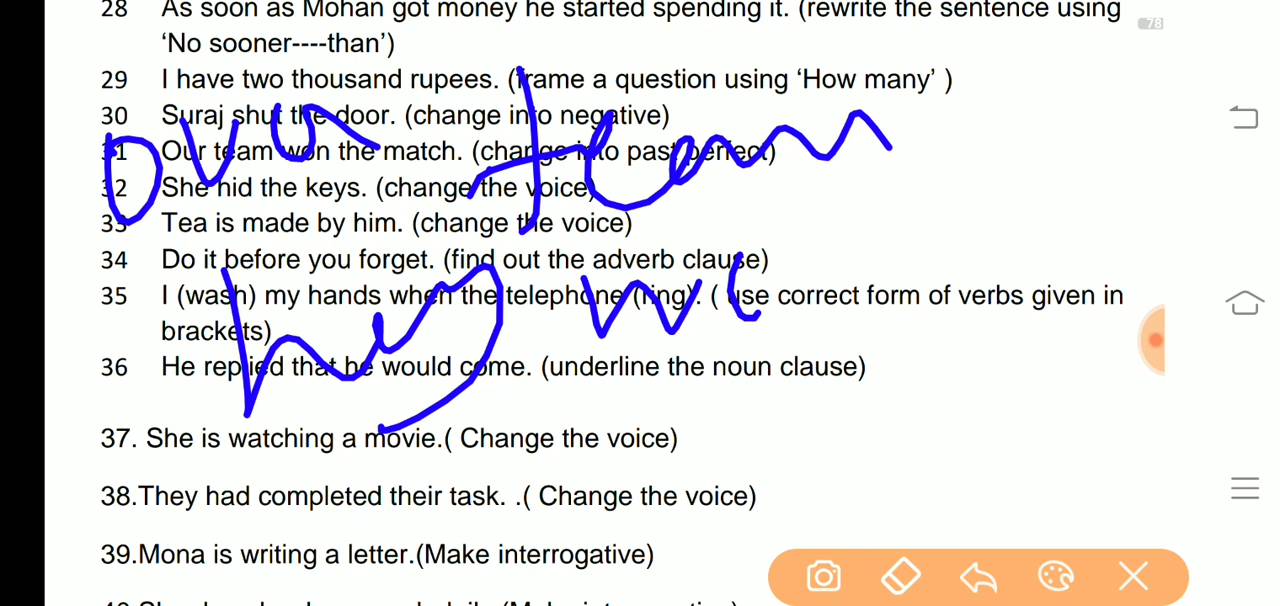 28 As soon as Mohan got money he started spending it. (rewrite the sentence using
‘No sooner----than’)
29 I have two thousand rupees. (frame a question using ‘How many’ )
30 Suraj shut the door. (change into negative)
31 Our team won the match. (change into past perfect)
32 She hid the keys. (change the voice)
33 Tea is made by him. (change the voice)
34 Do it before you forget. (find out the adverb clause)
35 I (wash) my hands when the telephone (ring). ( use correct form of verbs given in
brackets)
36 He replied that he would come. (underline the noun clause)
37. She is watching a movie.( Change the voice)
38.They had completed their task. .( Change the voice)
39.Mona is writing a letter.(Make interrogative)
our team
78